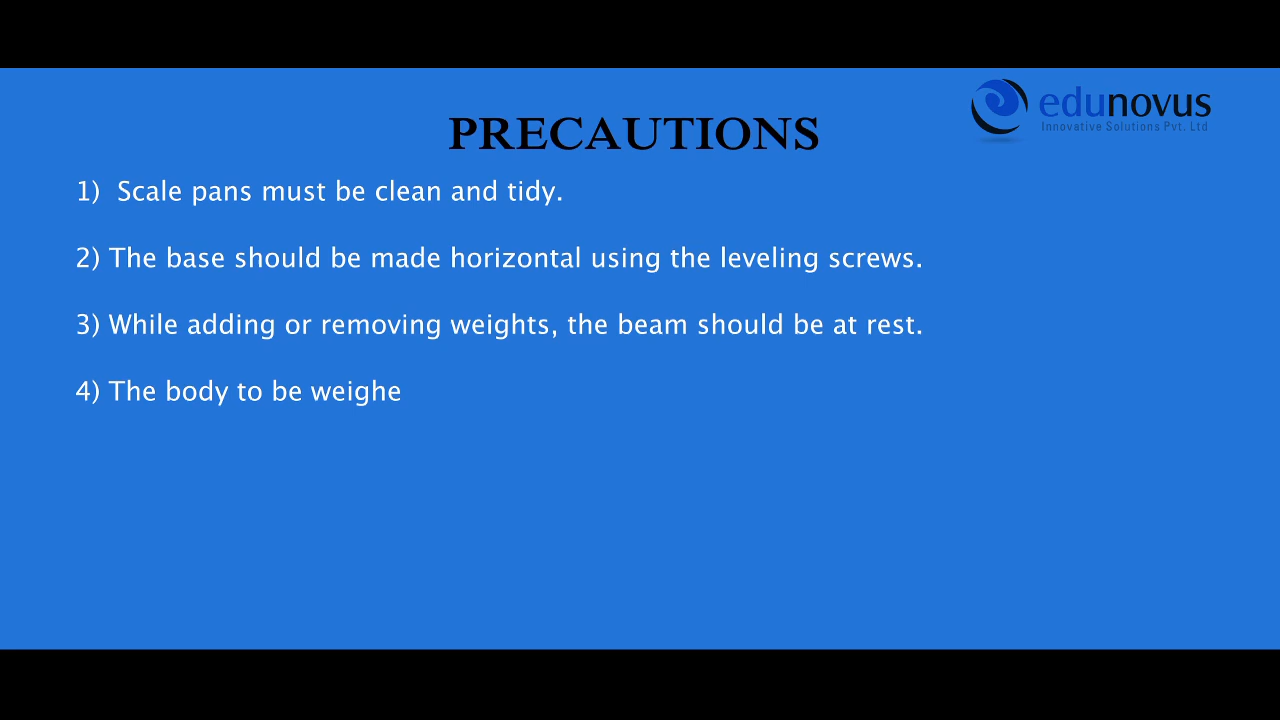 edunovus
Innovative Solutions Pvt. Ltd
PRECAUTIONS
1) Scale pans must be clean and tidy.
2) The base should be made horizontal using the leveling screws.
3) While adding or removing weights, the beam should be at rest.
4) The body to be weighe